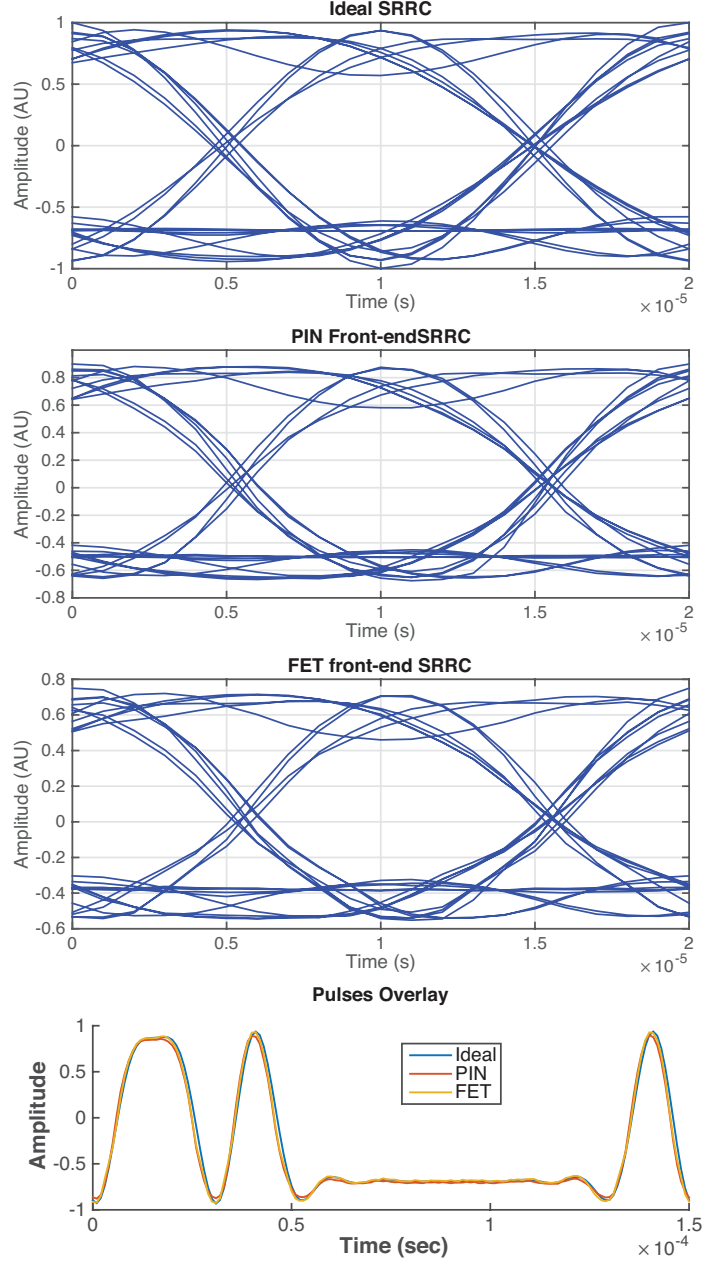 Ideal SRRC
Amplitude (AU)
1
0.5
0
-0.5
-1
0 0.5 1 1.5 2
Time (s)
× 10⁻⁵
PIN Front-endSRRC
Amplitude (AU)
0.8
0.6
0.4
0.2
0
-0.2
-0.4
-0.6
-0.8
0 0.5 1 1.5 2
Time (s)
× 10⁻⁵
FET front-end SRRC
Amplitude (AU)
0.8
0.6
0.4
0.2
0
-0.2
-0.4
-0.6
0 0.5 1 1.5 2
Time (s)
× 10⁻⁵
Pulses Overlay
Amplitude
1
0.5
0
-0.5
-1
Ideal
PIN
FET
0 0.5 1 1.5
Time (sec)
× 10⁻⁴